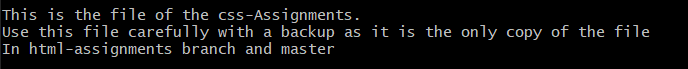 This is the file of the css-Assignments.
Use this file carefully with a backup as it is the only copy of the file
In html-assignments branch and master